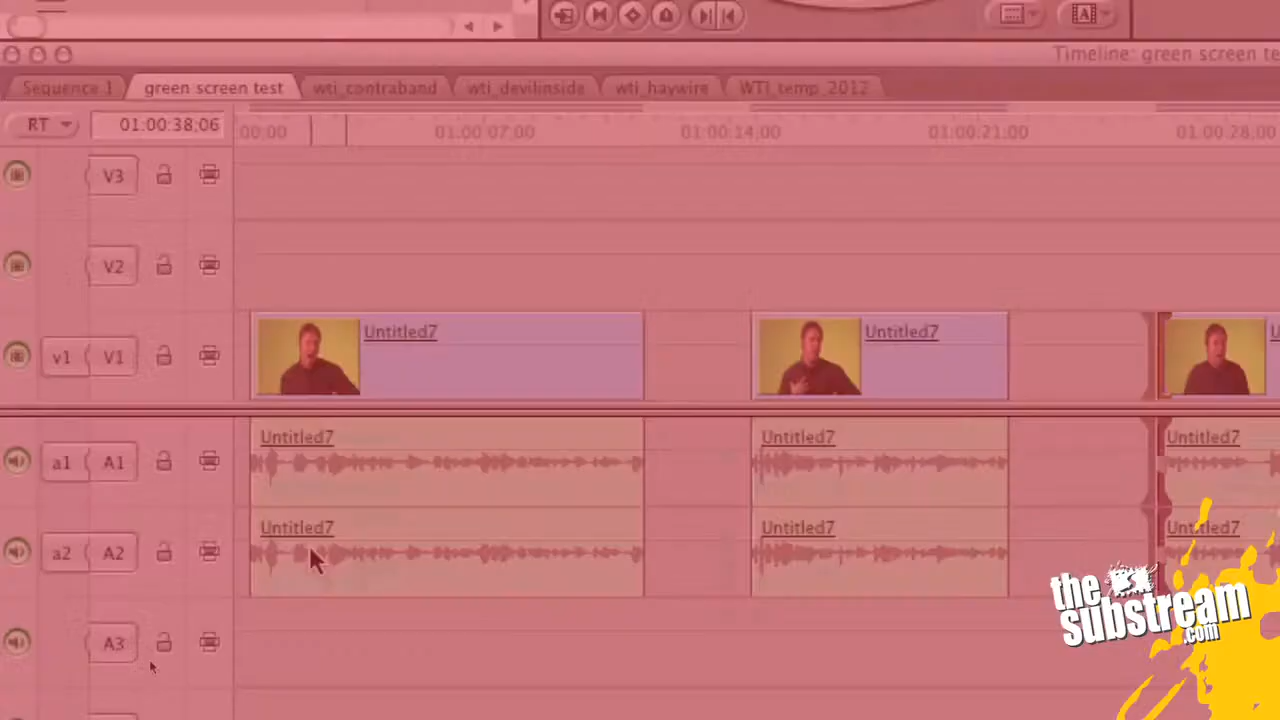 Timeline: green screen te
Sequence 1 green screen test wti_contraband wti_devilinside wti_haywire WTI_temp_2012
RT 01:00:38;06 00:00 01:00:07;00 01:00:14;00 01:00:21;00 01:00:28;00
V3
V2
v1 V1 Untitled7 Untitled7 U
a1 A1 Untitled7 Untitled7 Untitled7
a2 A2 Untitled7 Untitled7 Untitled7
A3
the
substream
.com
A